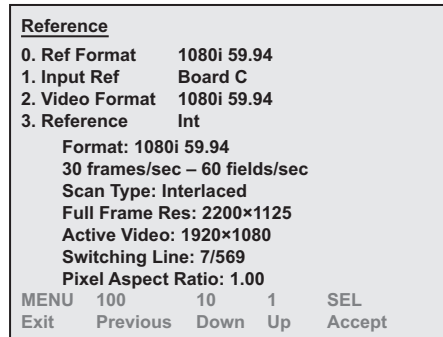 Reference
0. Ref Format 1080i 59.94
1. Input Ref Board C
2. Video Format 1080i 59.94
3. Reference Int
Format: 1080i 59.94
30 frames/sec – 60 fields/sec
Scan Type: Interlaced
Full Frame Res: 2200×1125
Active Video: 1920×1080
Switching Line: 7/569
Pixel Aspect Ratio: 1.00
MENU 100 10 1 SEL
Exit Previous Down Up Accept